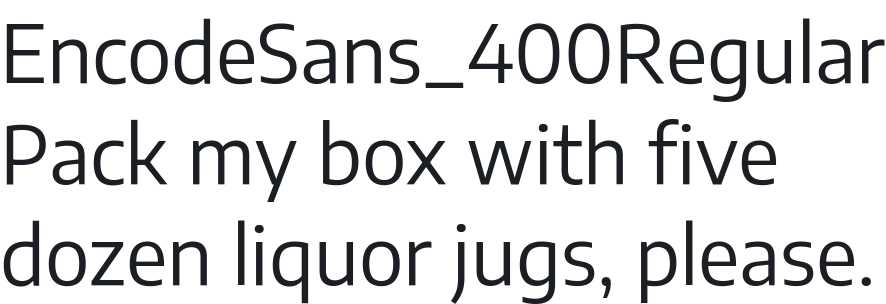 EncodeSans_400Regular
Pack my box with five
dozen liquor jugs, please.